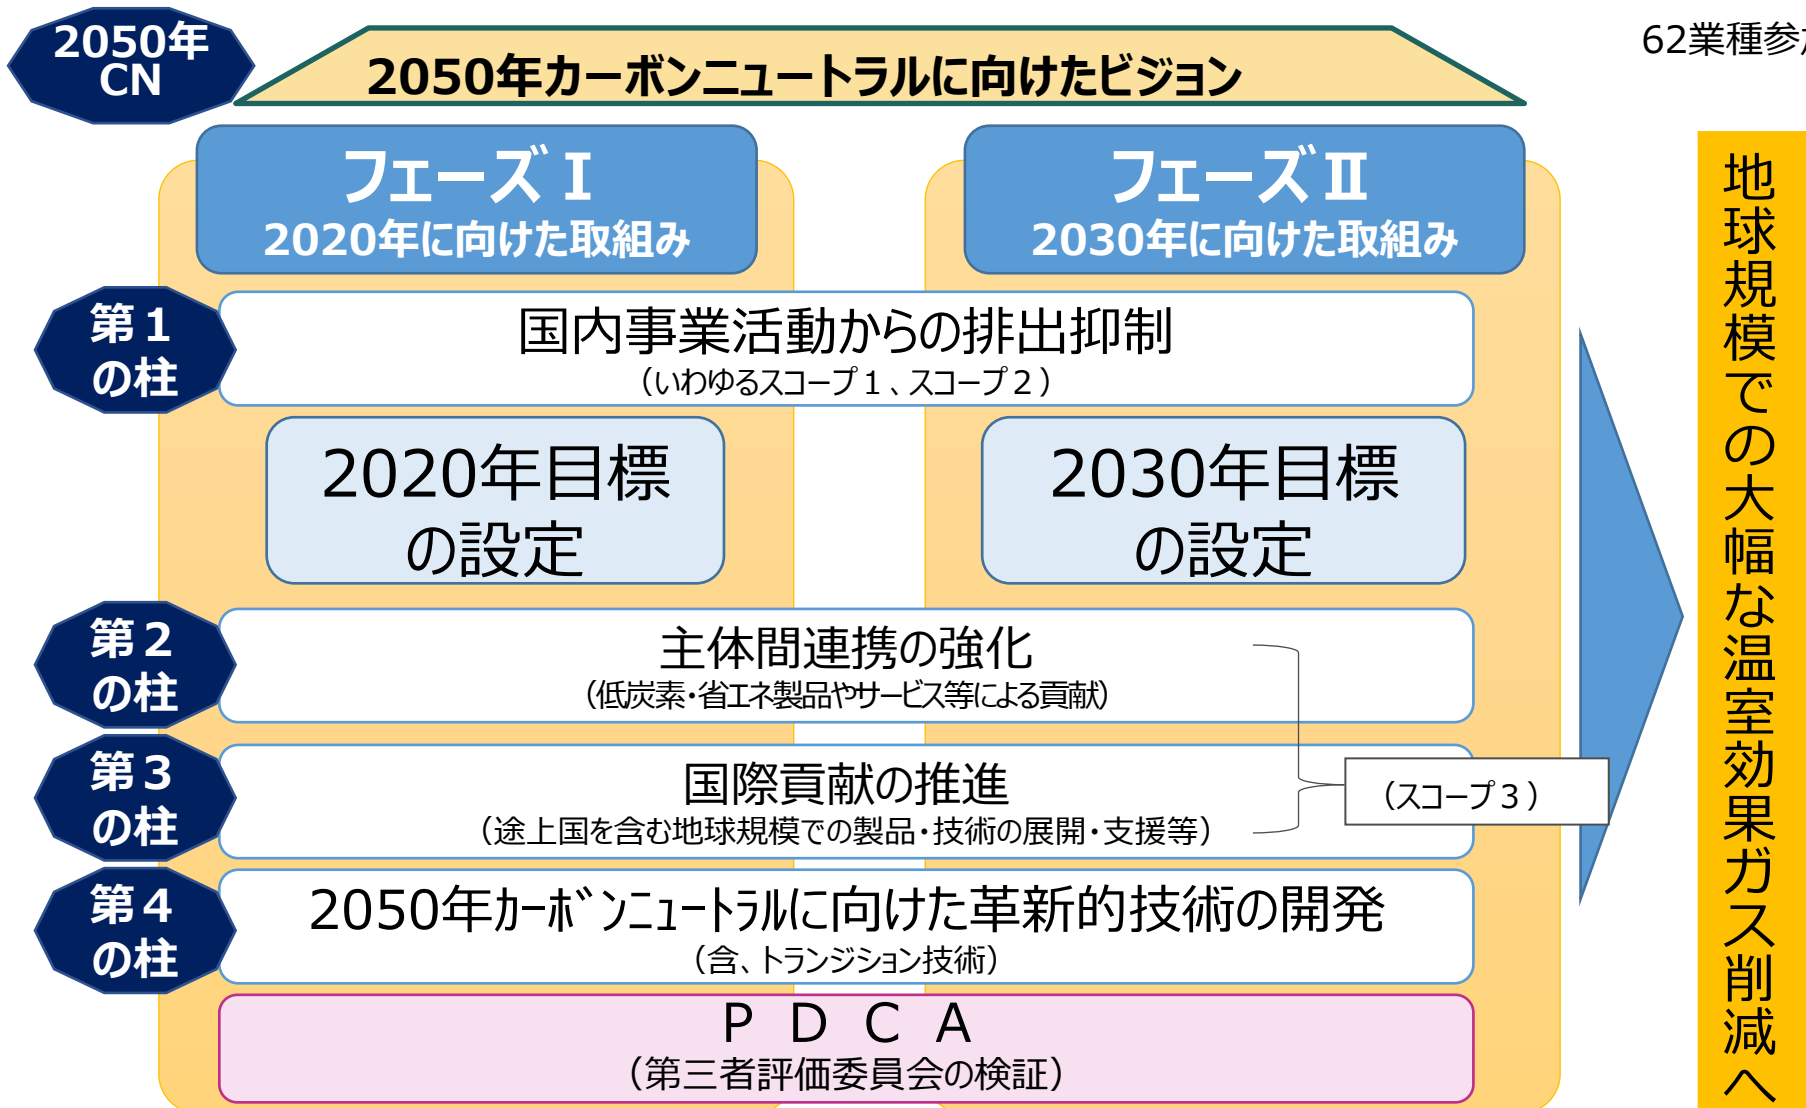 2050年
CN
2050年カーボンニュートラルに向けたビジョン
62業種参
フェーズⅠ
2020年に向けた取組み
フェーズⅡ
2030年に向けた取組み
第１
の柱
国内事業活動からの排出抑制
（いわゆるスコープ１、スコープ２）
2020年目標
の設定
2030年目標
の設定
第２
の柱
主体間連携の強化
（低炭素・省エネ製品やサービス等による貢献）
第３
の柱
国際貢献の推進
（途上国を含む地球規模での製品・技術の展開・支援等）
（スコープ３）
第４
の柱
2050年ｶｰﾎﾞﾝﾆｭｰﾄﾗﾙに向けた革新的技術の開発
（含、トランジション技術）
ＰＤＣＡ
（第三者評価委員会の検証）
地球規模での大幅な温室効果ガス削減へ